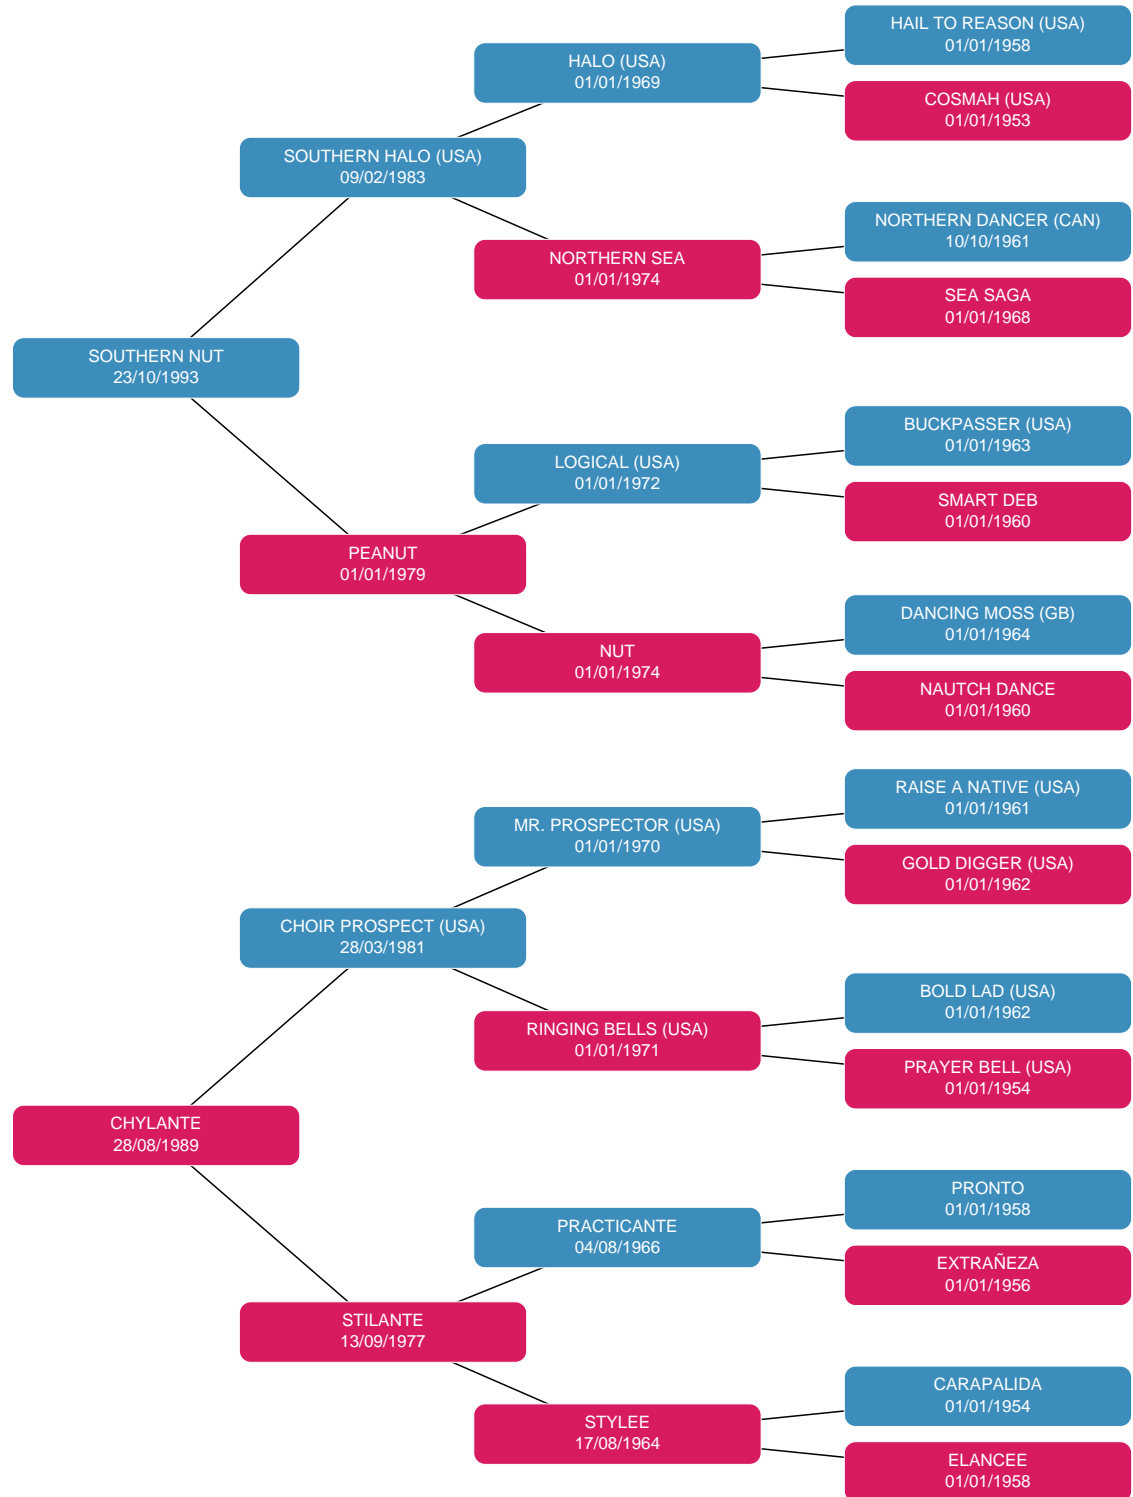 HAIL TO REASON (USA)
01/01/1958
HALO (USA)
01/01/1969
COSMAH (USA)
01/01/1953
SOUTHERN HALO (USA)
09/02/1983
NORTHERN DANCER (CAN)
10/10/1961
NORTHERN SEA
01/01/1974
SEA SAGA
01/01/1968
SOUTHERN NUT
23/10/1993
BUCKPASSER (USA)
01/01/1963
LOGICAL (USA)
01/01/1972
SMART DEB
01/01/1960
PEANUT
01/01/1979
DANCING MOSS (GB)
01/01/1964
NUT
01/01/1974
NAUTCH DANCE
01/01/1960
RAISE A NATIVE (USA)
01/01/1961
MR. PROSPECTOR (USA)
01/01/1970
GOLD DIGGER (USA)
01/01/1962
CHOIR PROSPECT (USA)
28/03/1981
BOLD LAD (USA)
01/01/1962
RINGING BELLS (USA)
01/01/1971
PRAYER BELL (USA)
01/01/1954
CHYLANTE
28/08/1989
PRONTO
01/01/1958
PRACTICANTE
04/08/1966
EXTRAÑEZA
01/01/1956
STILANTE
13/09/1977
CARAPALIDA
01/01/1954
STYLEE
17/08/1964
ELANCEE
01/01/1958